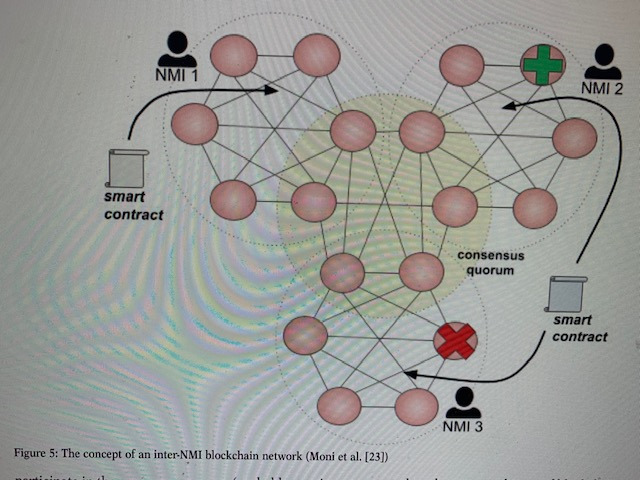 NMI 1
NMI 2
smart
contract
consensus
quorum
smart
contract
NMI 3
Figure 5: The concept of an inter-NMI blockchain network (Moni et al. [23])